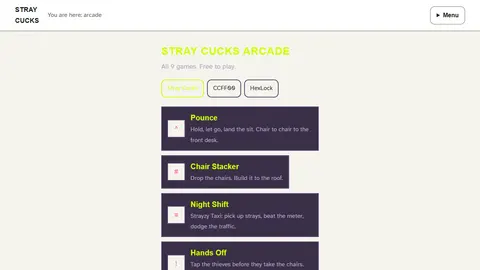 STRAY
CUCKS
You are here: arcade
▶ Menu
STRAY CUCKS ARCADE
All 9 games. Free to play.
CCFF00
HexLock
Pounce
Hold, let go, land the sit. Chair to chair to the
front desk.
Chair Stacker
Drop the chairs. Build it to the roof.
Night Shift
Strayzy Taxi: pick up strays, beat the meter,
dodge the traffic.
Hands Off
Tap the thieves before they take the chairs.